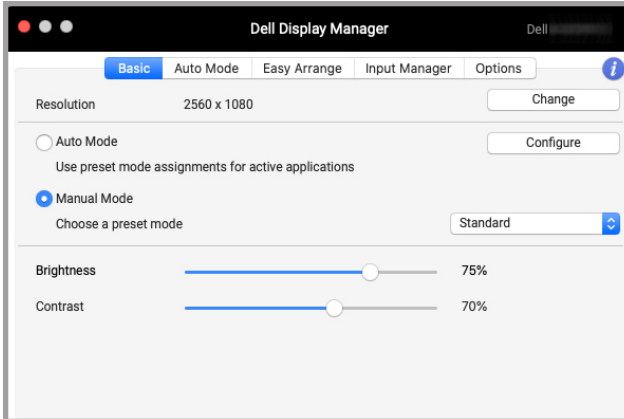 Dell Display Manager
Dell
Basic Auto Mode Easy Arrange Input Manager Options i
Resolution 2560 x 1080 Change
Auto Mode Configure
Use preset mode assignments for active applications
Manual Mode
Choose a preset mode Standard
Brightness 75%
Contrast 70%